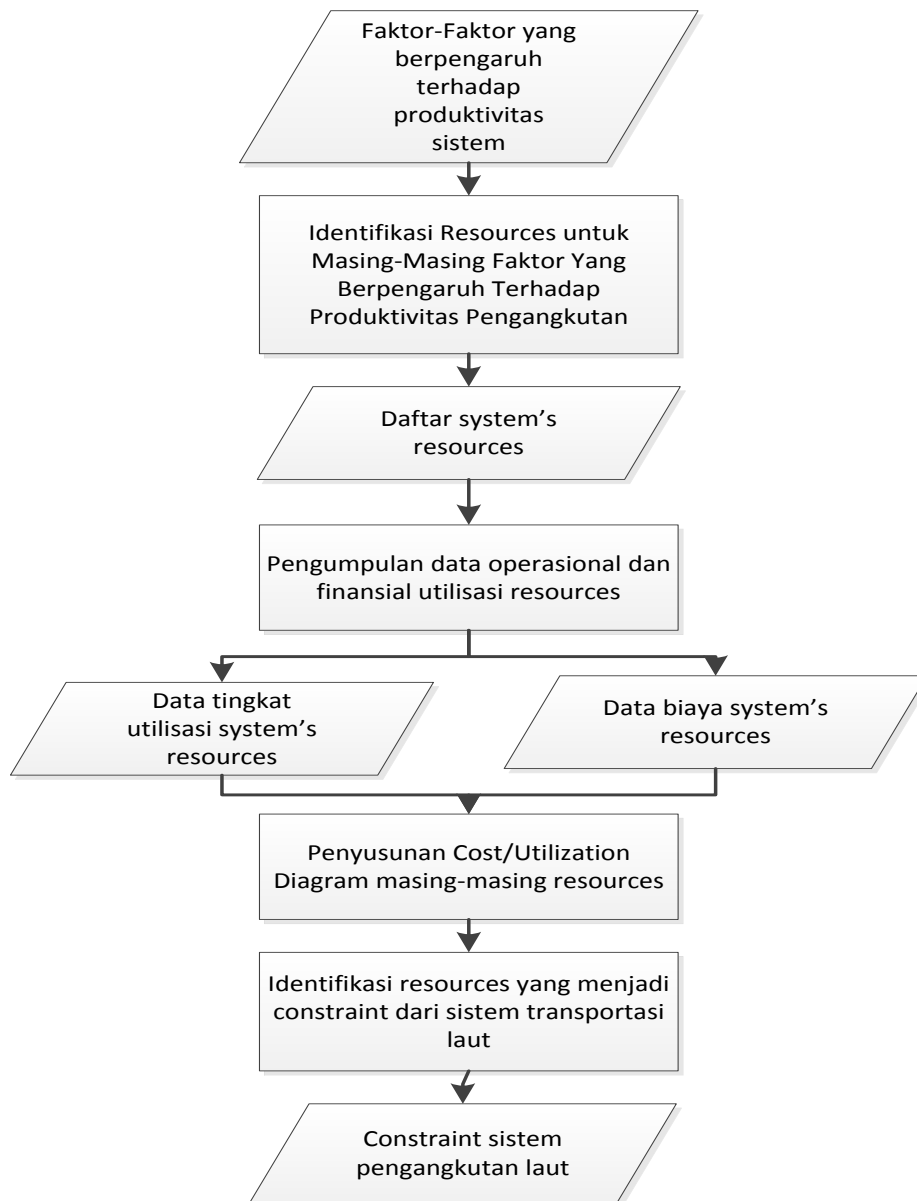 Faktor-Faktor yang
berpengaruh
terhadap
produktivitas
sistem
Identifikasi Resources untuk
Masing-Masing Faktor Yang
Berpengaruh Terhadap
Produktivitas Pengangkutan
Daftar system’s
resources
Pengumpulan data operasional dan
finansial utilisasi resources
Data tingkat
utilisasi system’s
resources
Data biaya system’s
resources
Penyusunan Cost/Utilization
Diagram masing-masing resources
Identifikasi resources yang menjadi
constraint dari sistem transportasi
laut
Constraint sistem
pengangkutan laut